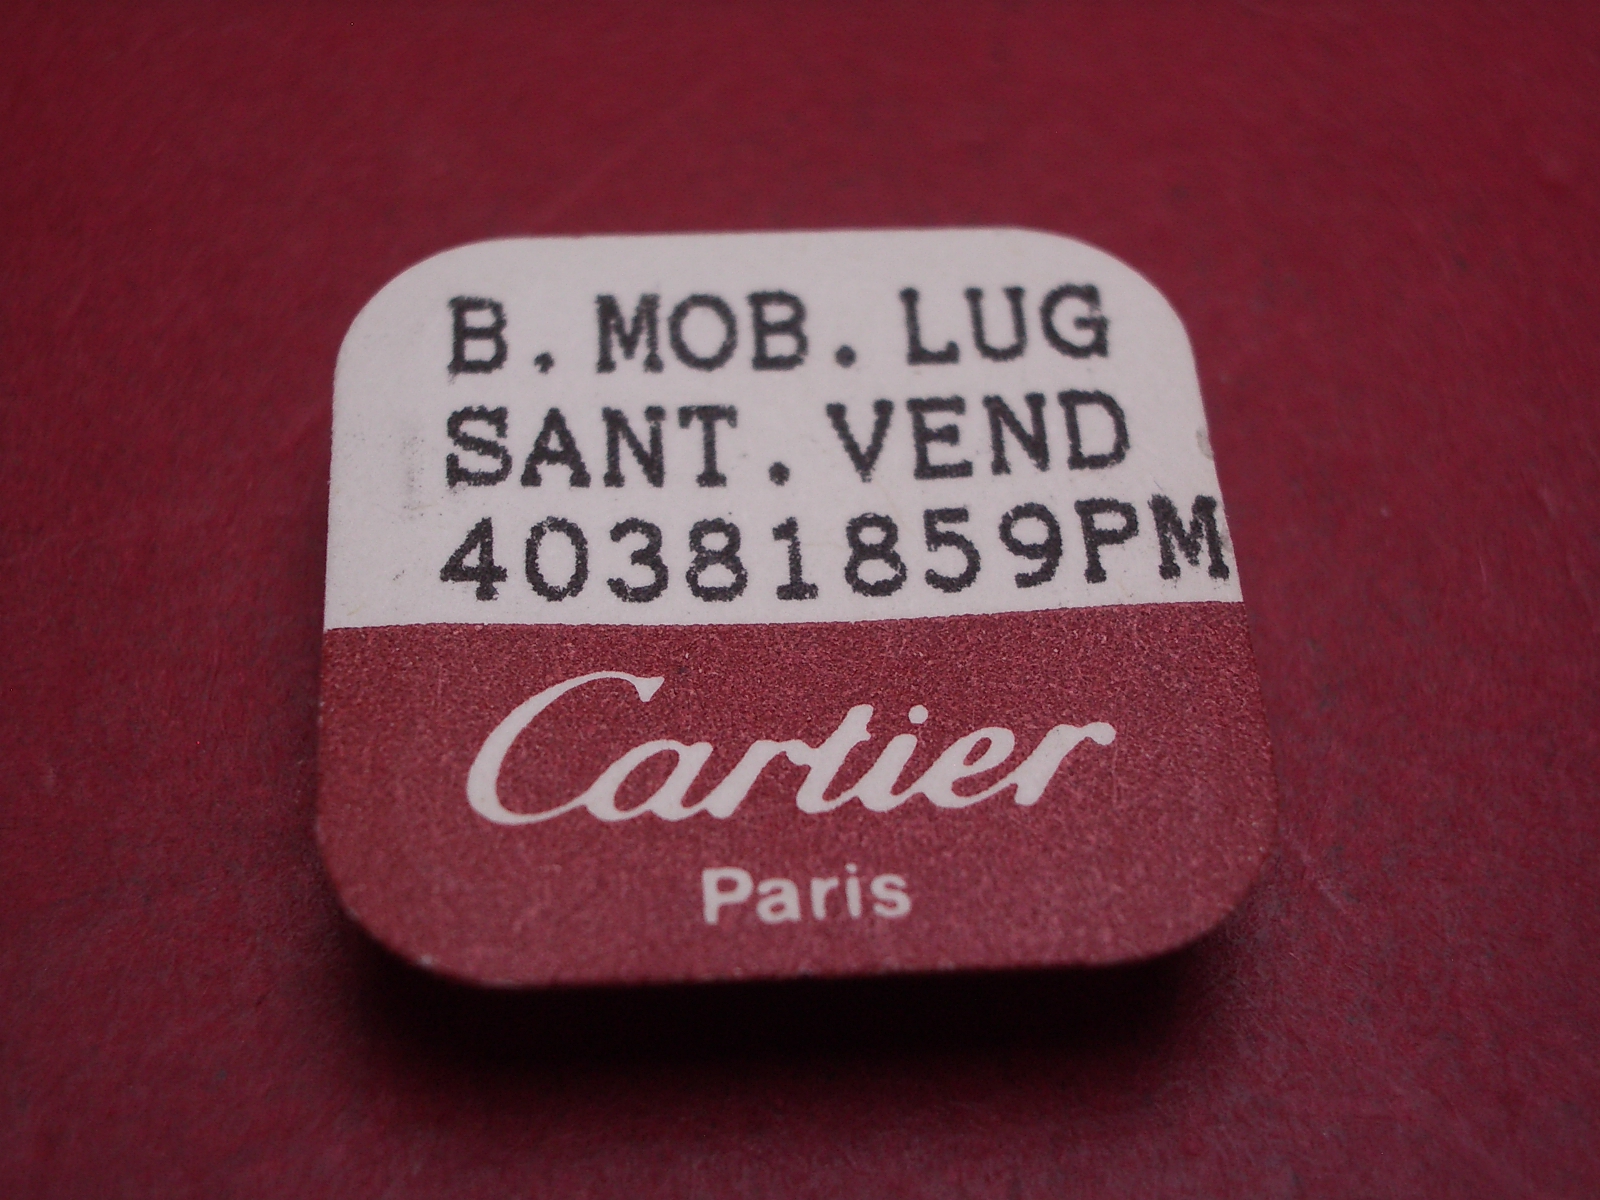 B. MOB. LUG
SANT. VEND
40381859PM
Cartier
Paris